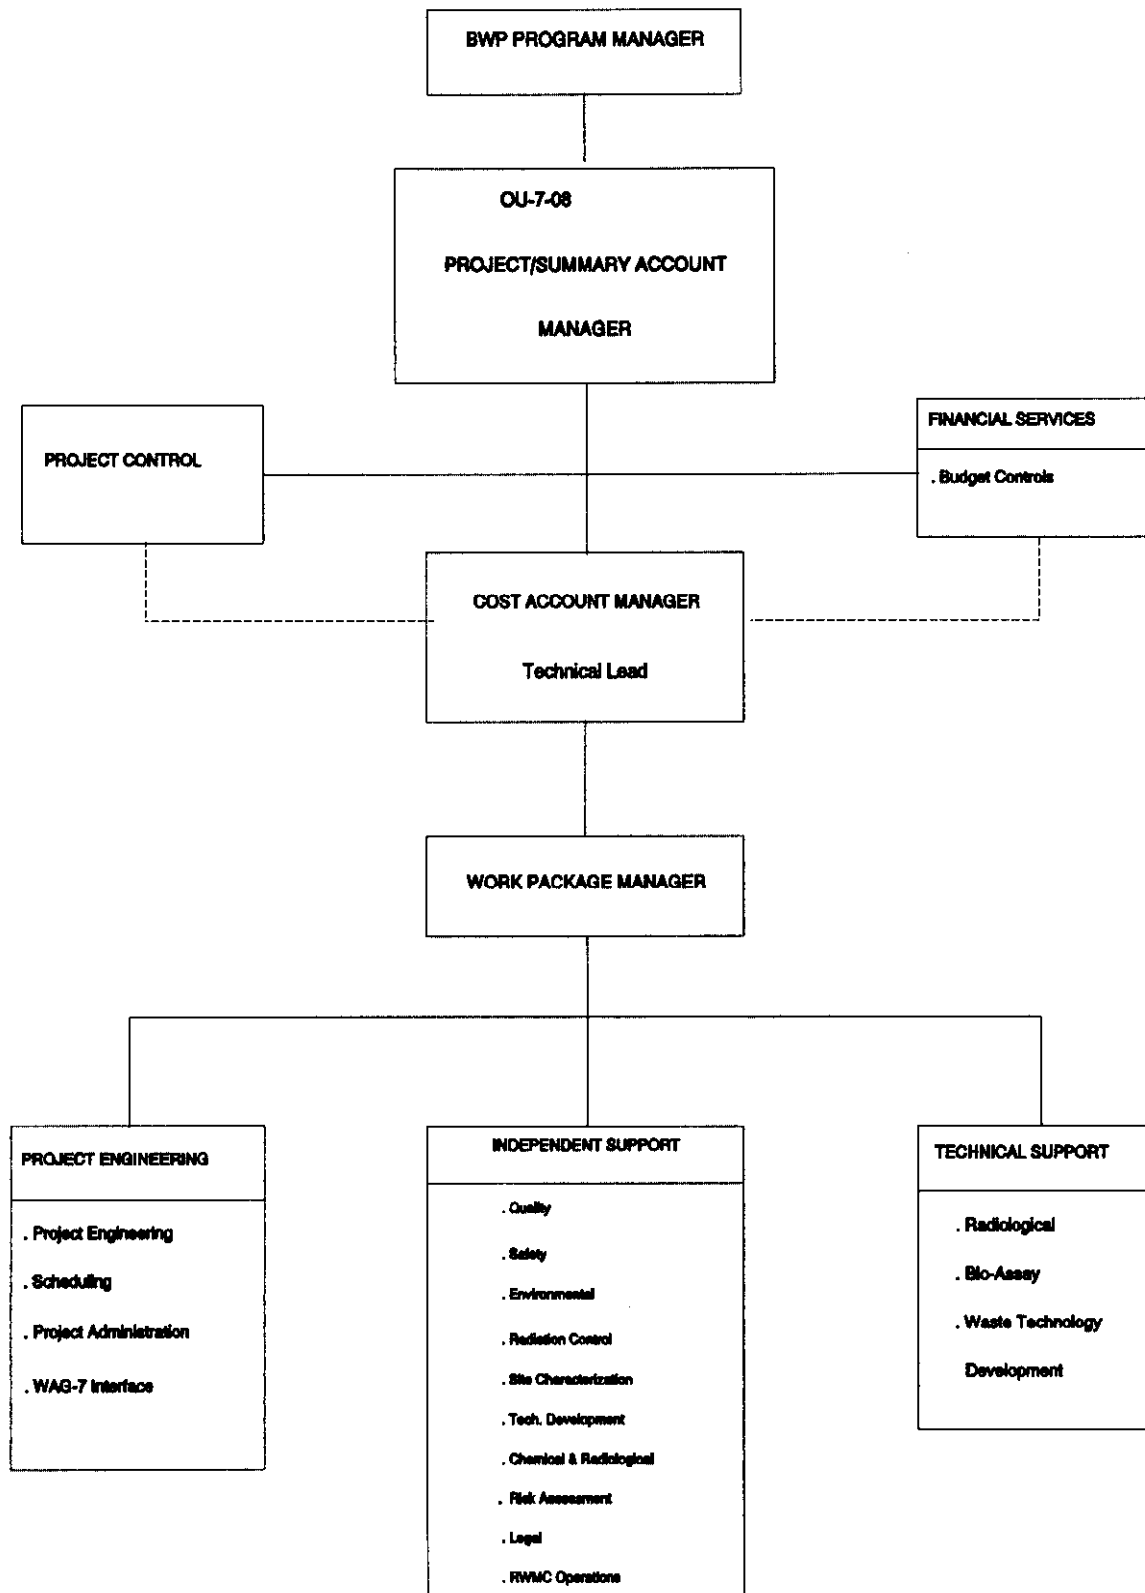 BWP PROGRAM MANAGER
OU-7-08
PROJECT/SUMMARY ACCOUNT
MANAGER
PROJECT CONTROL
FINANCIAL SERVICES
. Budget Controls
COST ACCOUNT MANAGER
Technical Lead
WORK PACKAGE MANAGER
PROJECT ENGINEERING
. Project Engineering
. Scheduling
. Project Administration
. WAG-7 Interface
INDEPENDENT SUPPORT
. Quality
. Safety
. Environmental
. Radiation Control
. Site Characterization
. Tech. Development
. Chemical & Radiological
. Risk Assessment
. Legal
. RWMC Operations
TECHNICAL SUPPORT
. Radiological
. Bio-Assay
. Waste Technology
Development